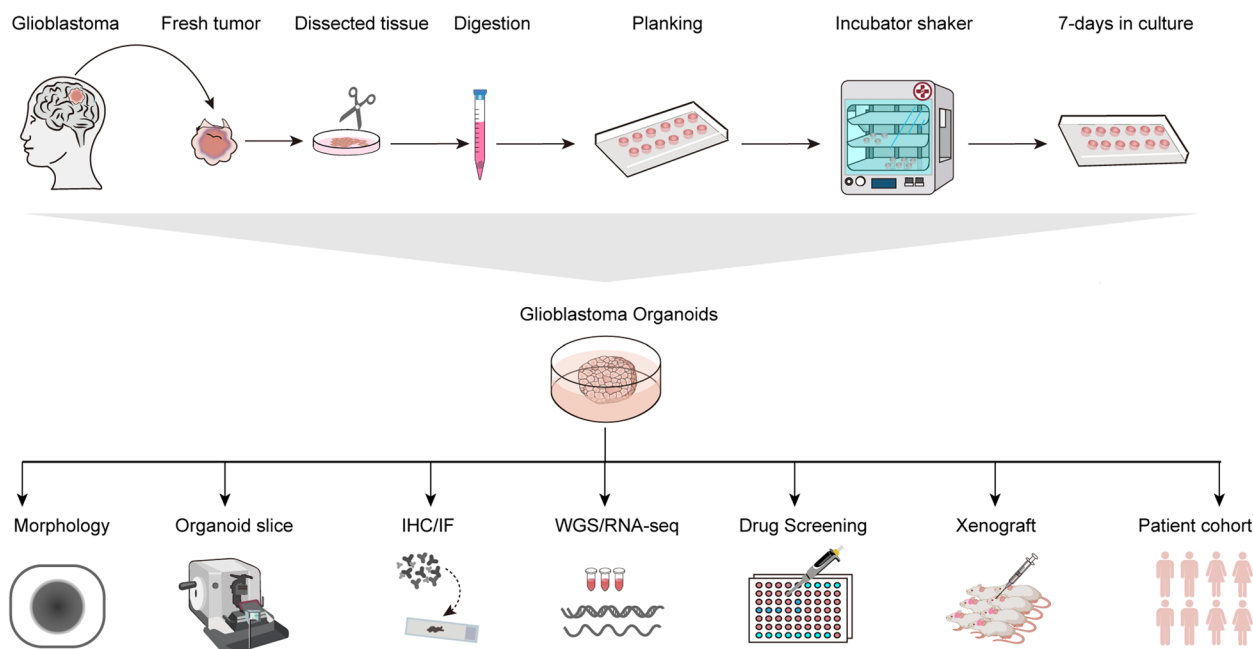 Glioblastoma
Fresh tumor
Dissected tissue
Digestion
Planking
Incubator shaker
7-days in culture
Glioblastoma Organoids
Morphology
Organoid slice
IHC/IF
WGS/RNA-seq
Drug Screening
Xenograft
Patient cohort